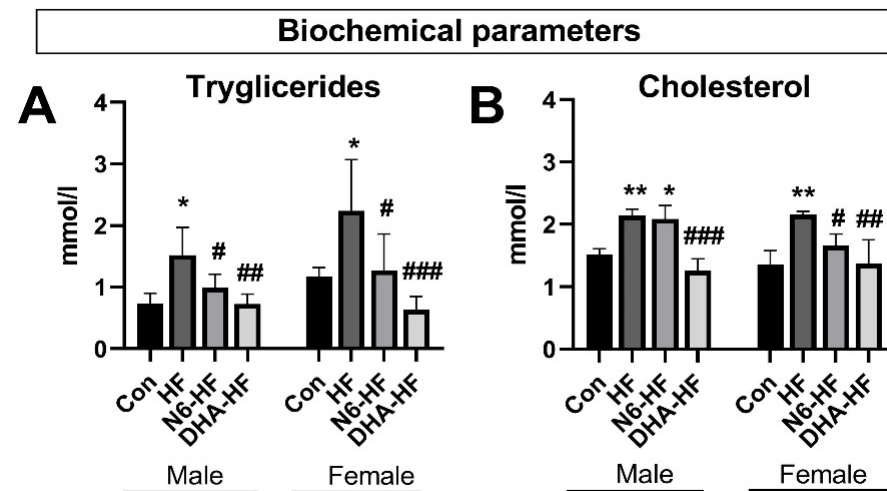 Biochemical parameters
A
Tryglicerides
mmol/l
4
3
2
1
0
*
#
##
*
#
###
Con
HF
N6-HF
DHA-HF
Con
HF
N6-HF
DHA-HF
Male
Female
B
Cholesterol
mmol/l
4
3
2
1
0
**
*
###
**
#
##
Con
HF
N6-HF
DHA-HF
Con
HF
N6-HF
DHA-HF
Male
Female